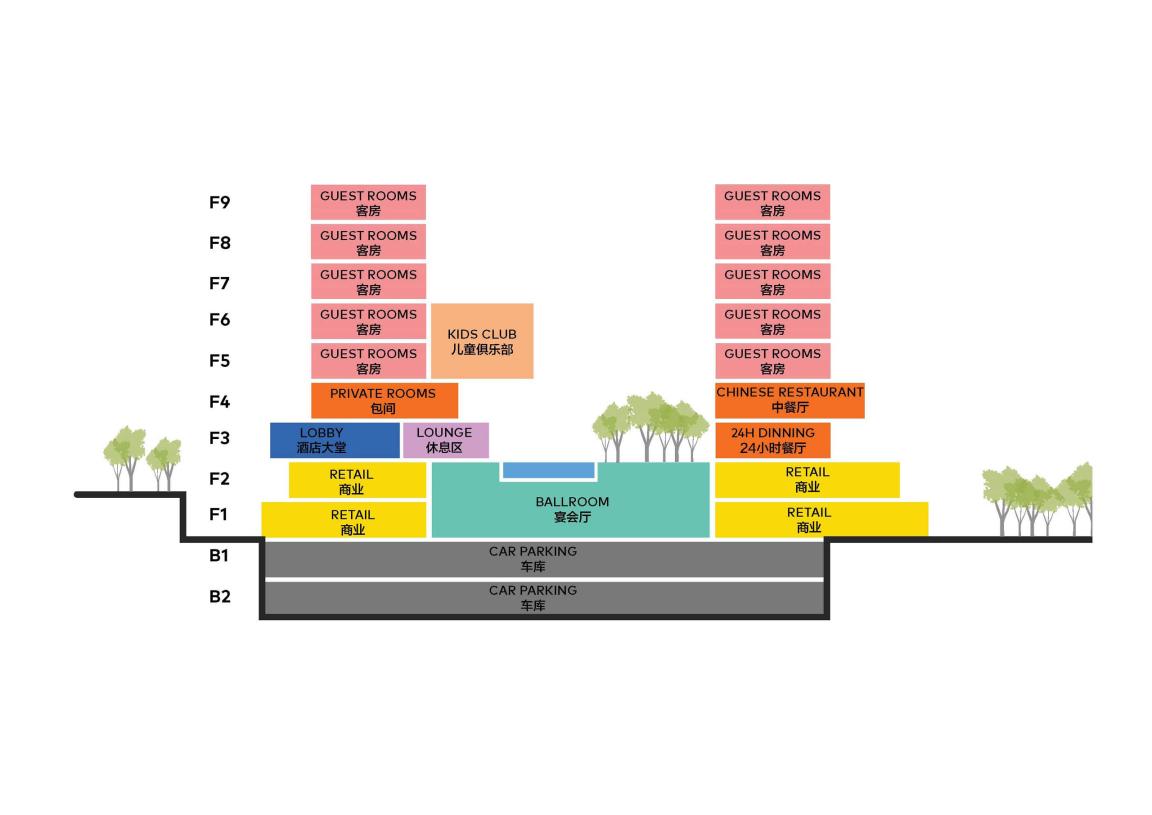 F9
GUEST ROOMS
客房
GUEST ROOMS
客房
F8
GUEST ROOMS
客房
GUEST ROOMS
客房
F7
GUEST ROOMS
客房
GUEST ROOMS
客房
F6
GUEST ROOMS
客房
KIDS CLUB
儿童俱乐部
GUEST ROOMS
客房
F5
GUEST ROOMS
客房
GUEST ROOMS
客房
F4
PRIVATE ROOMS
包间
CHINESE RESTAURANT
中餐厅
F3
LOBBY
酒店大堂
LOUNGE
休息区
24H DINNING
24小时餐厅
F2
RETAIL
商业
BALLROOM
宴会厅
RETAIL
商业
F1
RETAIL
商业
RETAIL
商业
B1
CAR PARKING
车库
B2
CAR PARKING
车库